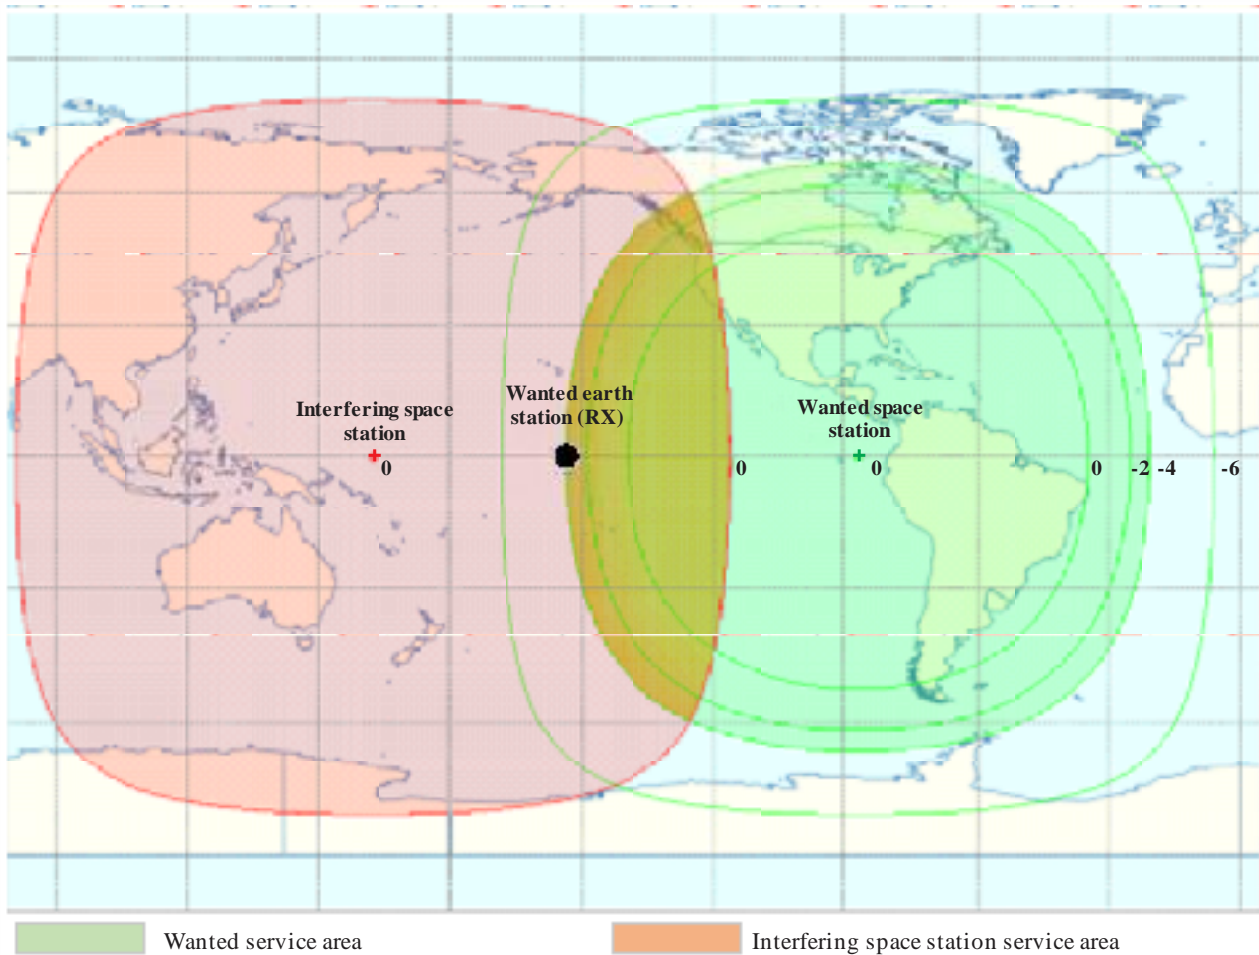 Wanted earth
station (RX)
Interfering space
station
Wanted space
station
0
0
0
0
-2
-4
-6
Wanted service area
Interfering space station service area